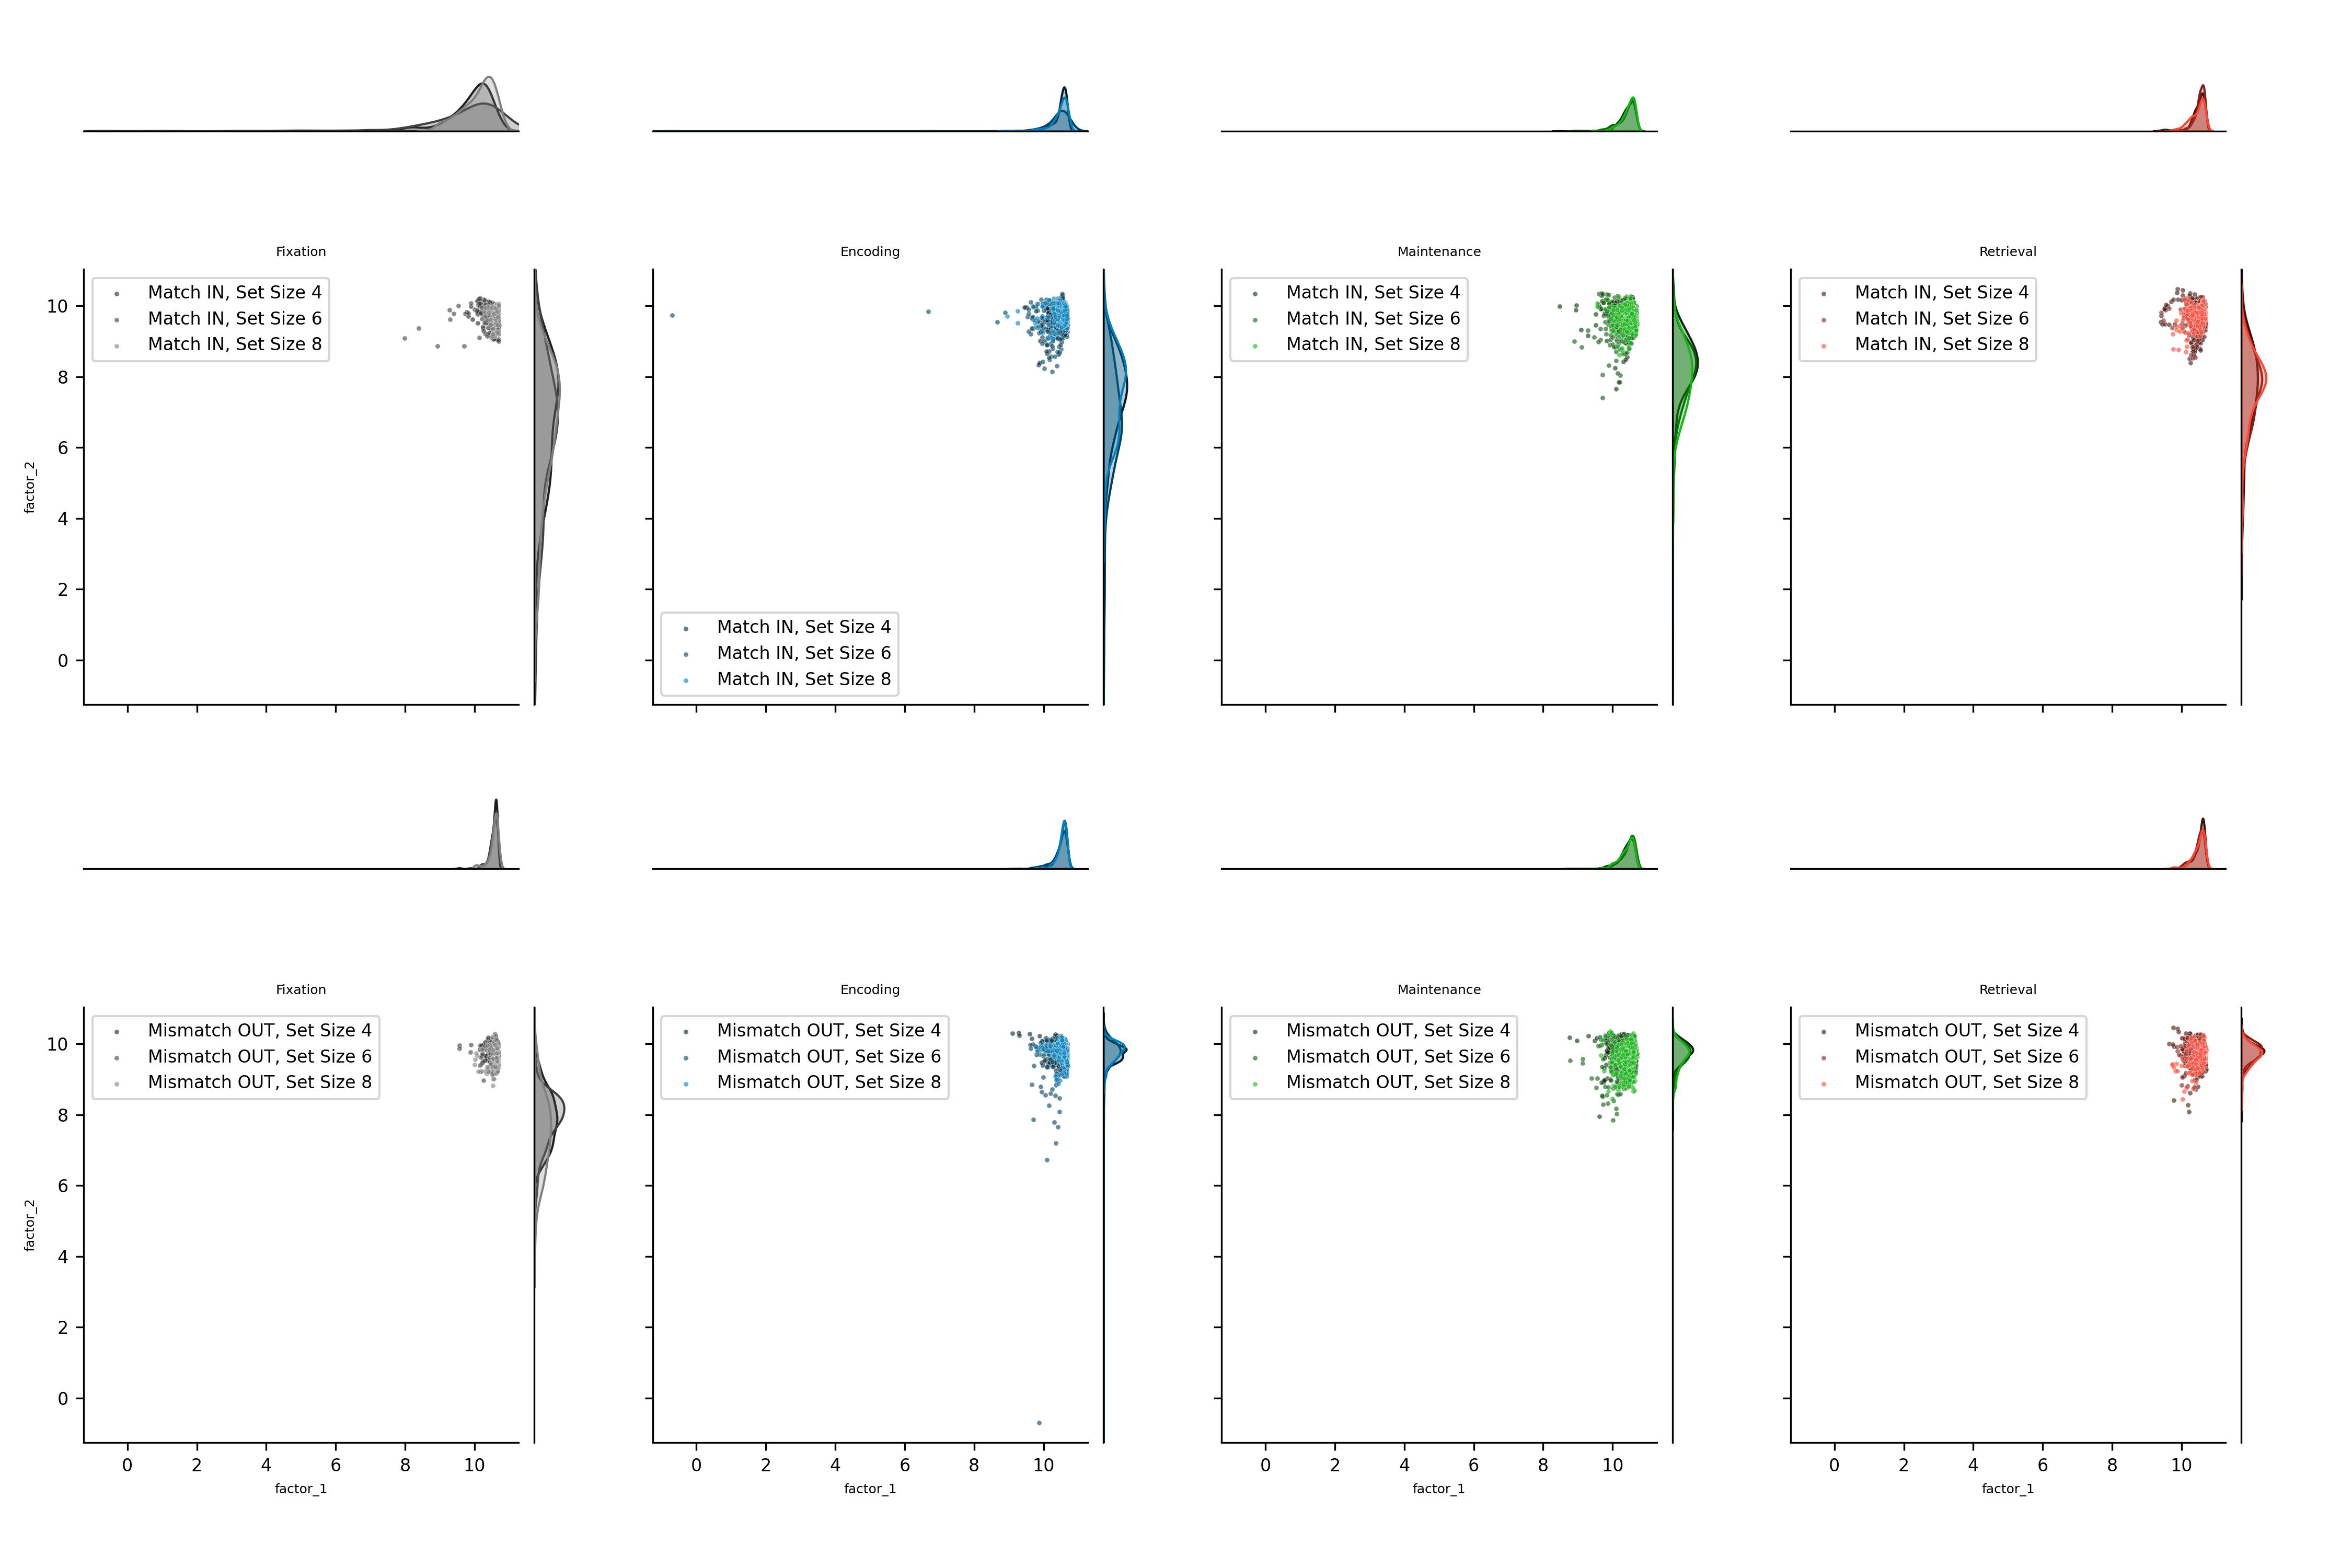 Fixation
Encoding
Maintenance
Retrieval
factor_2
10
8
6
4
2
0
Match IN, Set Size 4
Match IN, Set Size 6
Match IN, Set Size 8
Match IN, Set Size 4
Match IN, Set Size 6
Match IN, Set Size 8
Match IN, Set Size 4
Match IN, Set Size 6
Match IN, Set Size 8
Match IN, Set Size 4
Match IN, Set Size 6
Match IN, Set Size 8
Fixation
Encoding
Maintenance
Retrieval
factor_2
10
8
6
4
2
0
Mismatch OUT, Set Size 4
Mismatch OUT, Set Size 6
Mismatch OUT, Set Size 8
Mismatch OUT, Set Size 4
Mismatch OUT, Set Size 6
Mismatch OUT, Set Size 8
Mismatch OUT, Set Size 4
Mismatch OUT, Set Size 6
Mismatch OUT, Set Size 8
Mismatch OUT, Set Size 4
Mismatch OUT, Set Size 6
Mismatch OUT, Set Size 8
0 2 4 6 8 10
factor_1
0 2 4 6 8 10
factor_1
0 2 4 6 8 10
factor_1
0 2 4 6 8 10
factor_1